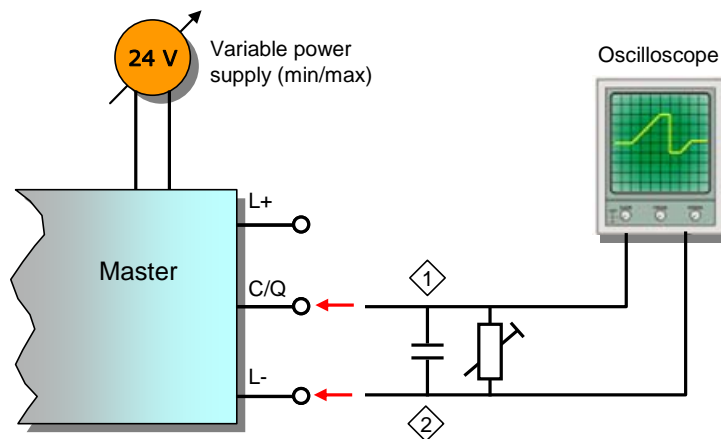 24 V
Variable power
supply (min/max)
Oscilloscope
L+
Master
C/Q
1
L-
2